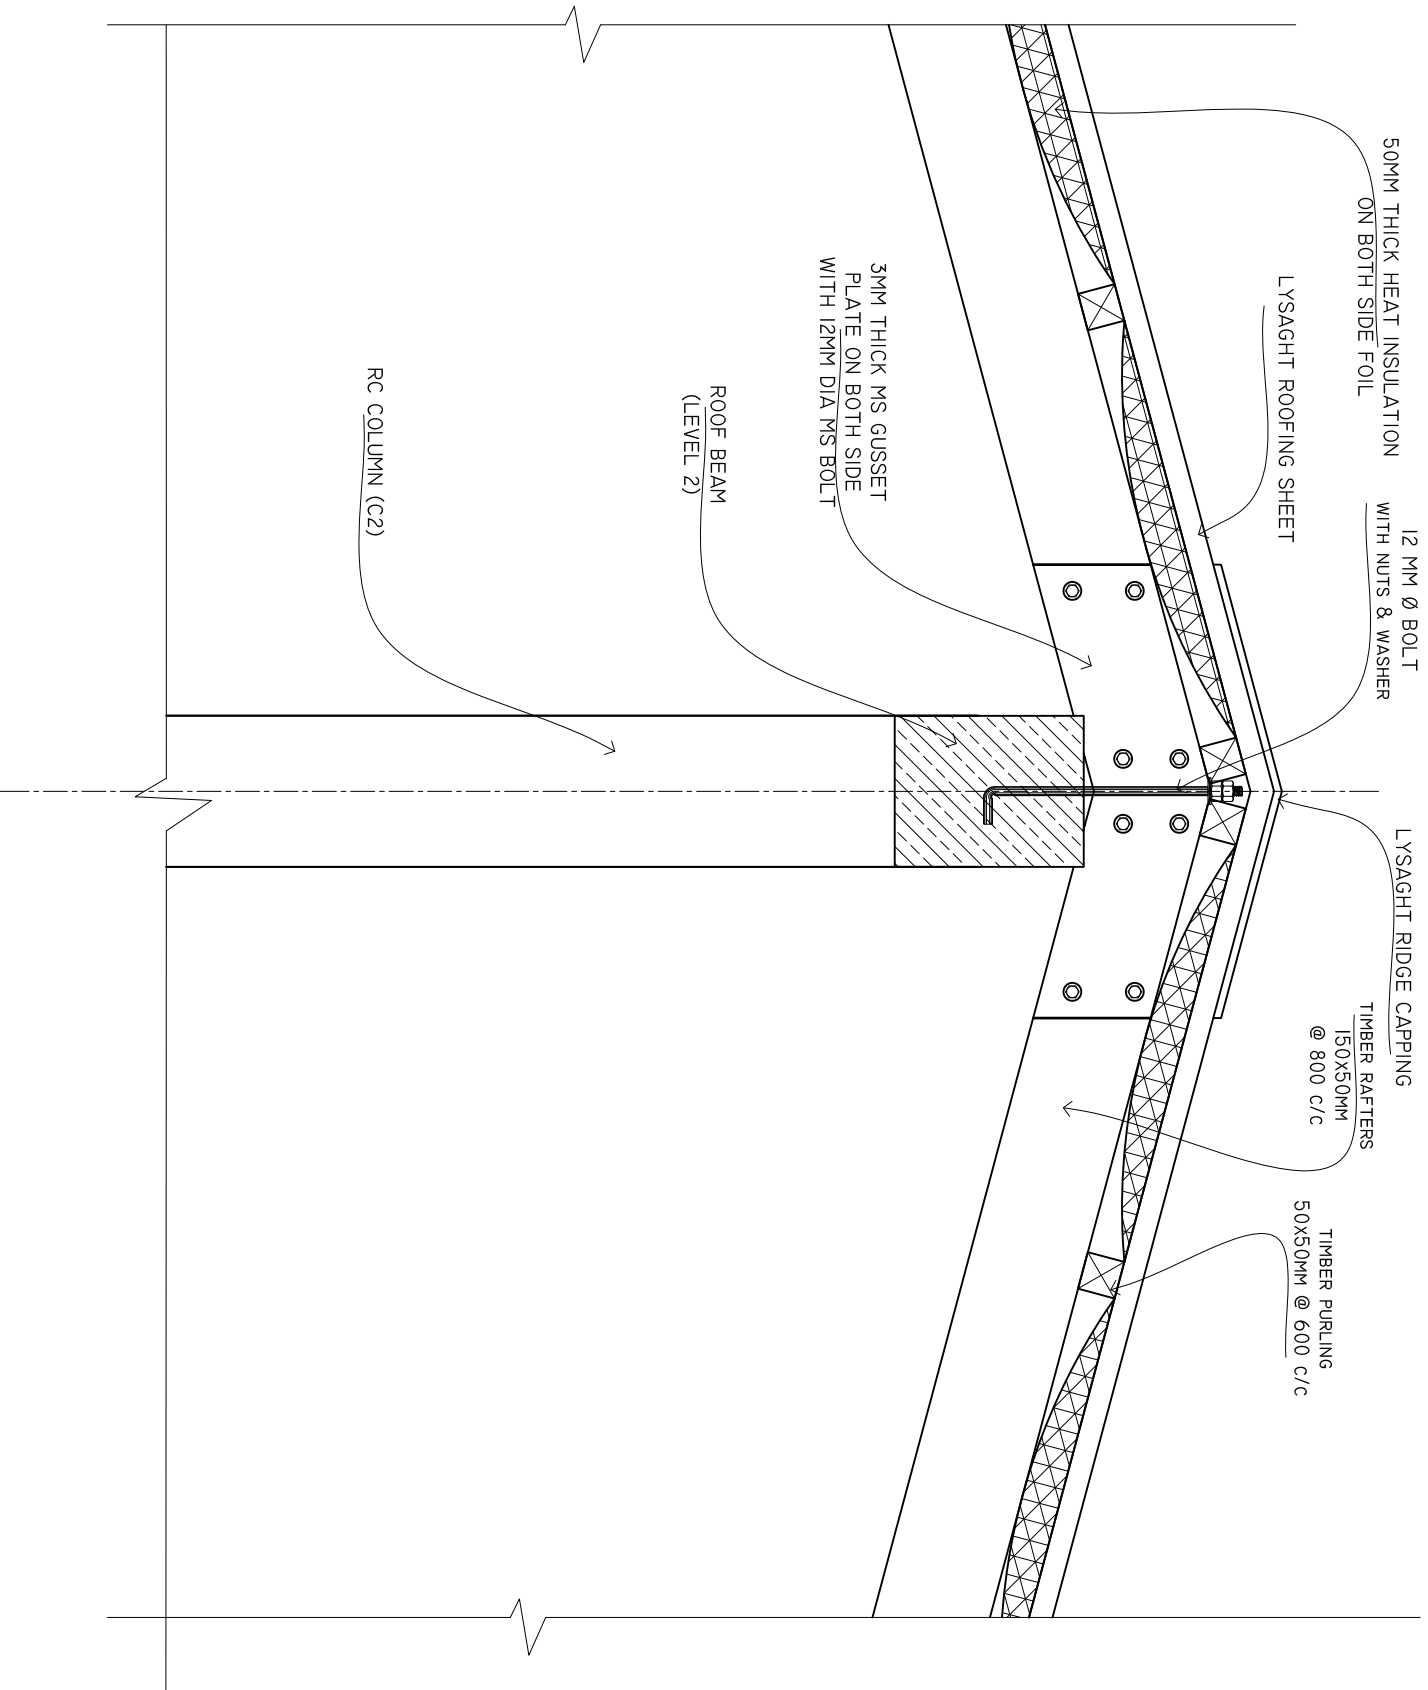 50MM THICK HEAT INSULATION
ON BOTH SIDE FOIL
LYSAGHT ROOFING SHEET
12 MM Ø BOLT
WITH NUTS & WASHER
LYSAGHT RIDGE CAPPING
TIMBER RAFTERS
150X50MM
@ 800 C/C
TIMBER PURLING
50X50MM @ 600 C/C
3MM THICK MS GUSSET
PLATE ON BOTH SIDE
WITH 12MM DIA MS BOLT
ROOF BEAM
(LEVEL 2)
RC COLUMN (C2)